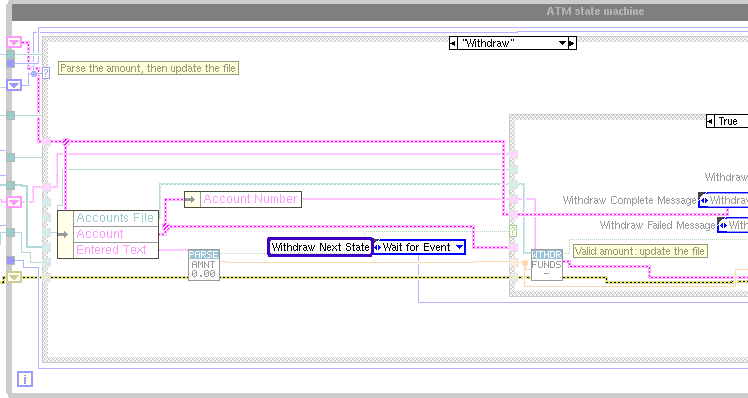 ATM state machine
"Withdraw"
Parse the amount, then update the file
?
True
Withdraw
Account Number
Withdraw Complete Message
Withdraw
Accounts File
Account
Entered Text
Withdraw Failed Message
With
?
Withdraw Next State
Wait for Event
Valid amount: update the file
PARSE
AMNT
0.00
WTHDR
FUNDS
i